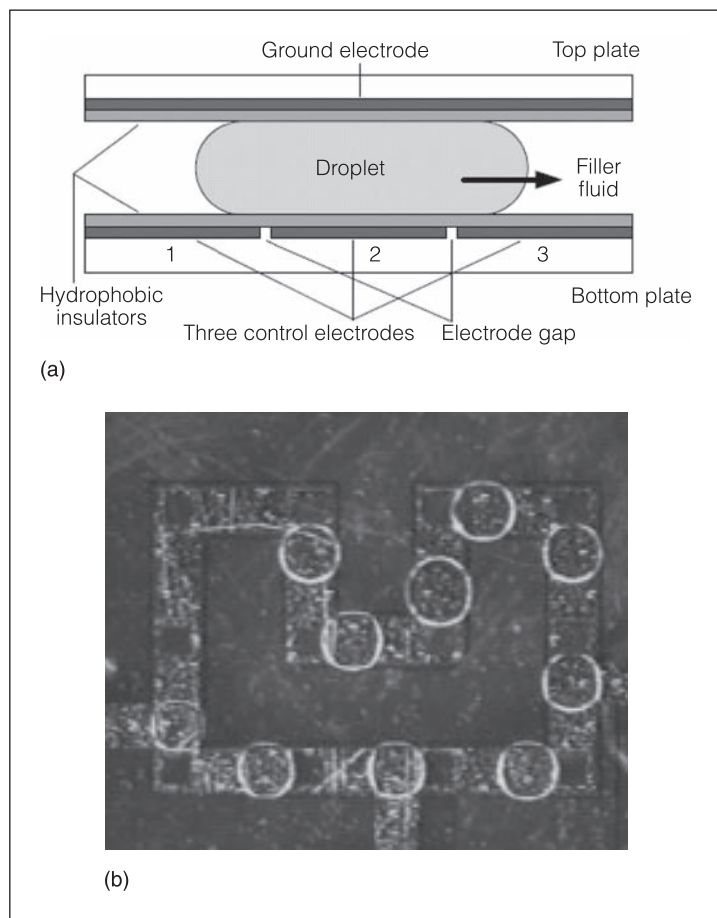 Ground electrode
Top plate
Droplet
Filler
fluid
1
2
3
Hydrophobic
insulators
Bottom plate
Three control electrodes
Electrode gap
(a)
(b)